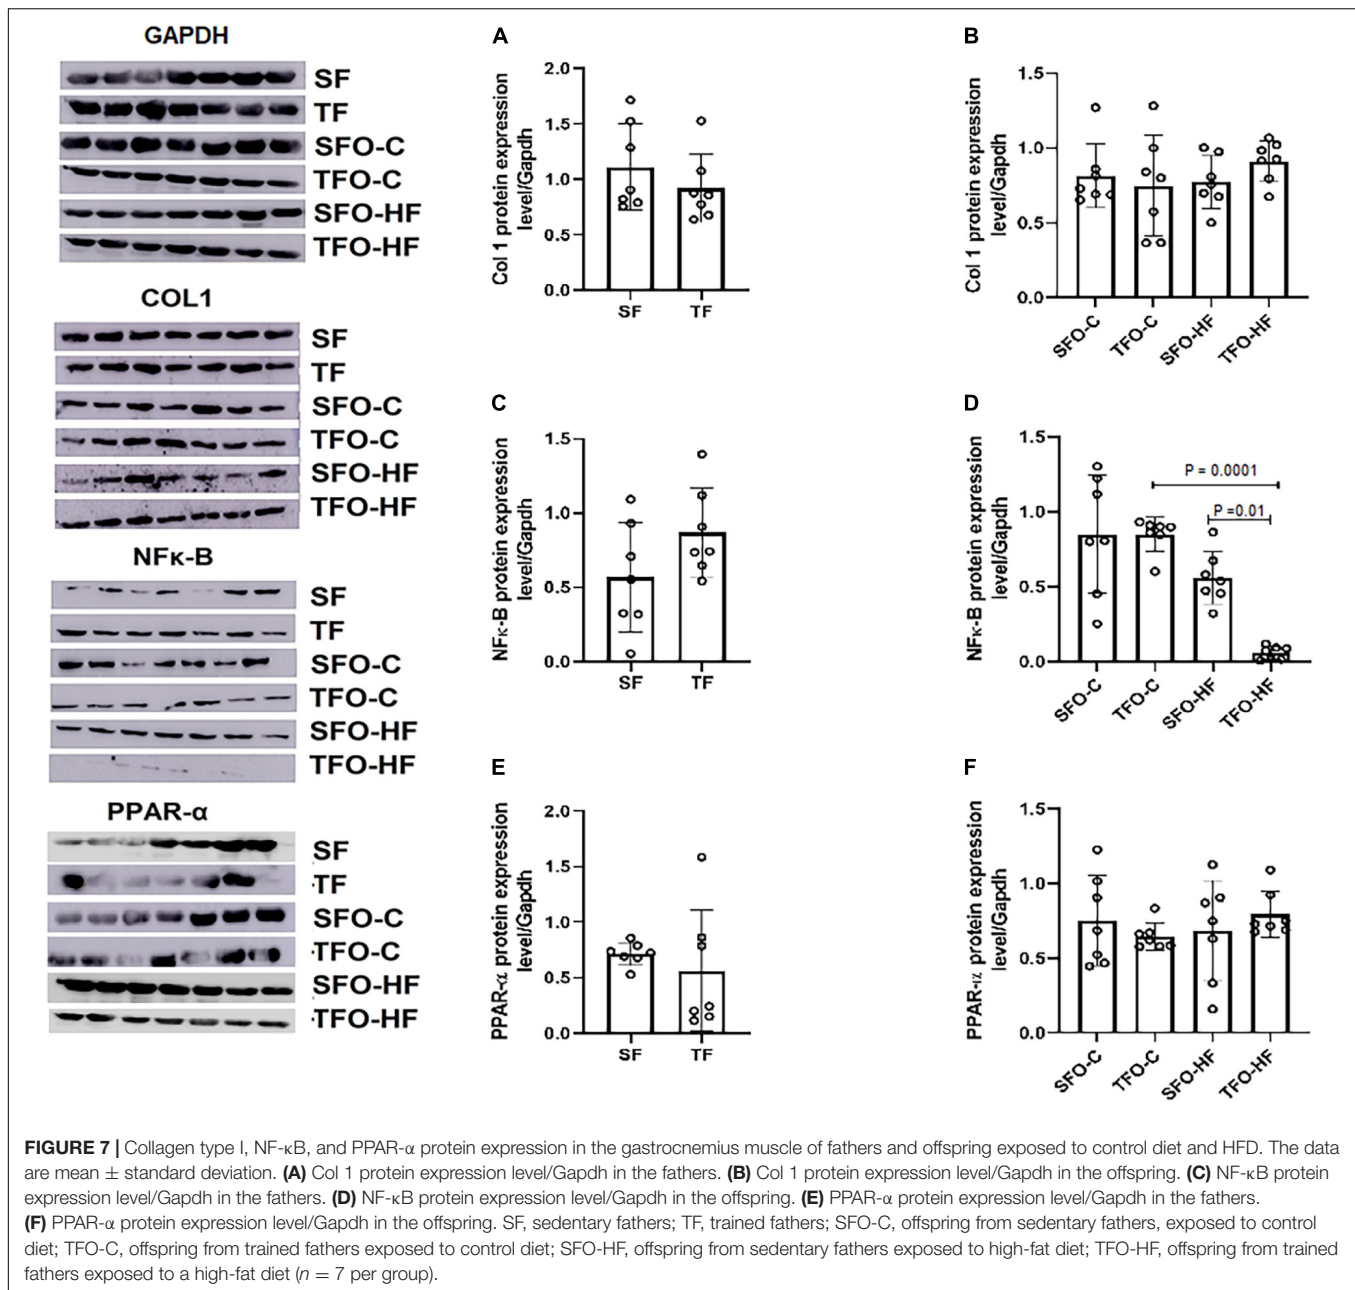 GAPDH
SF
TF
SFO-C
TFO-C
SFO-HF
TFO-HF
COL1
SF
TF
SFO-C
TFO-C
SFO-HF
TFO-HF
NFκ-B
SF
TF
SFO-C
TFO-C
SFO-HF
TFO-HF
PPAR-α
SF
TF
SFO-C
TFO-C
SFO-HF
TFO-HF
A
Col 1 protein expression
level/Gapdh
2.0
1.5
1.0
0.5
0.0
SF TF
B
Col 1 protein expression
level/Gapdh
1.5
1.0
0.5
0.0
SFO-C TFO-C SFO-HF TFO-HF
C
NFκ-B protein expression
level/Gapdh
1.5
1.0
0.5
0.0
SF TF
D
NFκ-B protein expression
level/Gapdh
1.5
1.0
0.5
0.0
P = 0.0001
P =0.01
SFO-C TFO-C SFO-HF TFO-HF
E
PPAR-α protein expression
level/Gapdh
2.0
1.5
1.0
0.5
0.0
SF TF
F
PPAR-α protein expression
level/Gapdh
1.5
1.0
0.5
0.0
SFO-C TFO-C SFO-HF TFO-HF
FIGURE 7 | Collagen type I, NF-κB, and PPAR-α protein expression in the gastrocnemius muscle of fathers and offspring exposed to control diet and HFD. The data
are mean ± standard deviation. (A) Col 1 protein expression level/Gapdh in the fathers. (B) Col 1 protein expression level/Gapdh in the offspring. (C) NF-κB protein
expression level/Gapdh in the fathers. (D) NF-κB protein expression level/Gapdh in the offspring. (E) PPAR-α protein expression level/Gapdh in the fathers.
(F) PPAR-α protein expression level/Gapdh in the offspring. SF, sedentary fathers; TF, trained fathers; SFO-C, offspring from sedentary fathers, exposed to control
diet; TFO-C, offspring from trained fathers exposed to control diet; SFO-HF, offspring from sedentary fathers exposed to high-fat diet; TFO-HF, offspring from trained
fathers exposed to a high-fat diet (n = 7 per group).